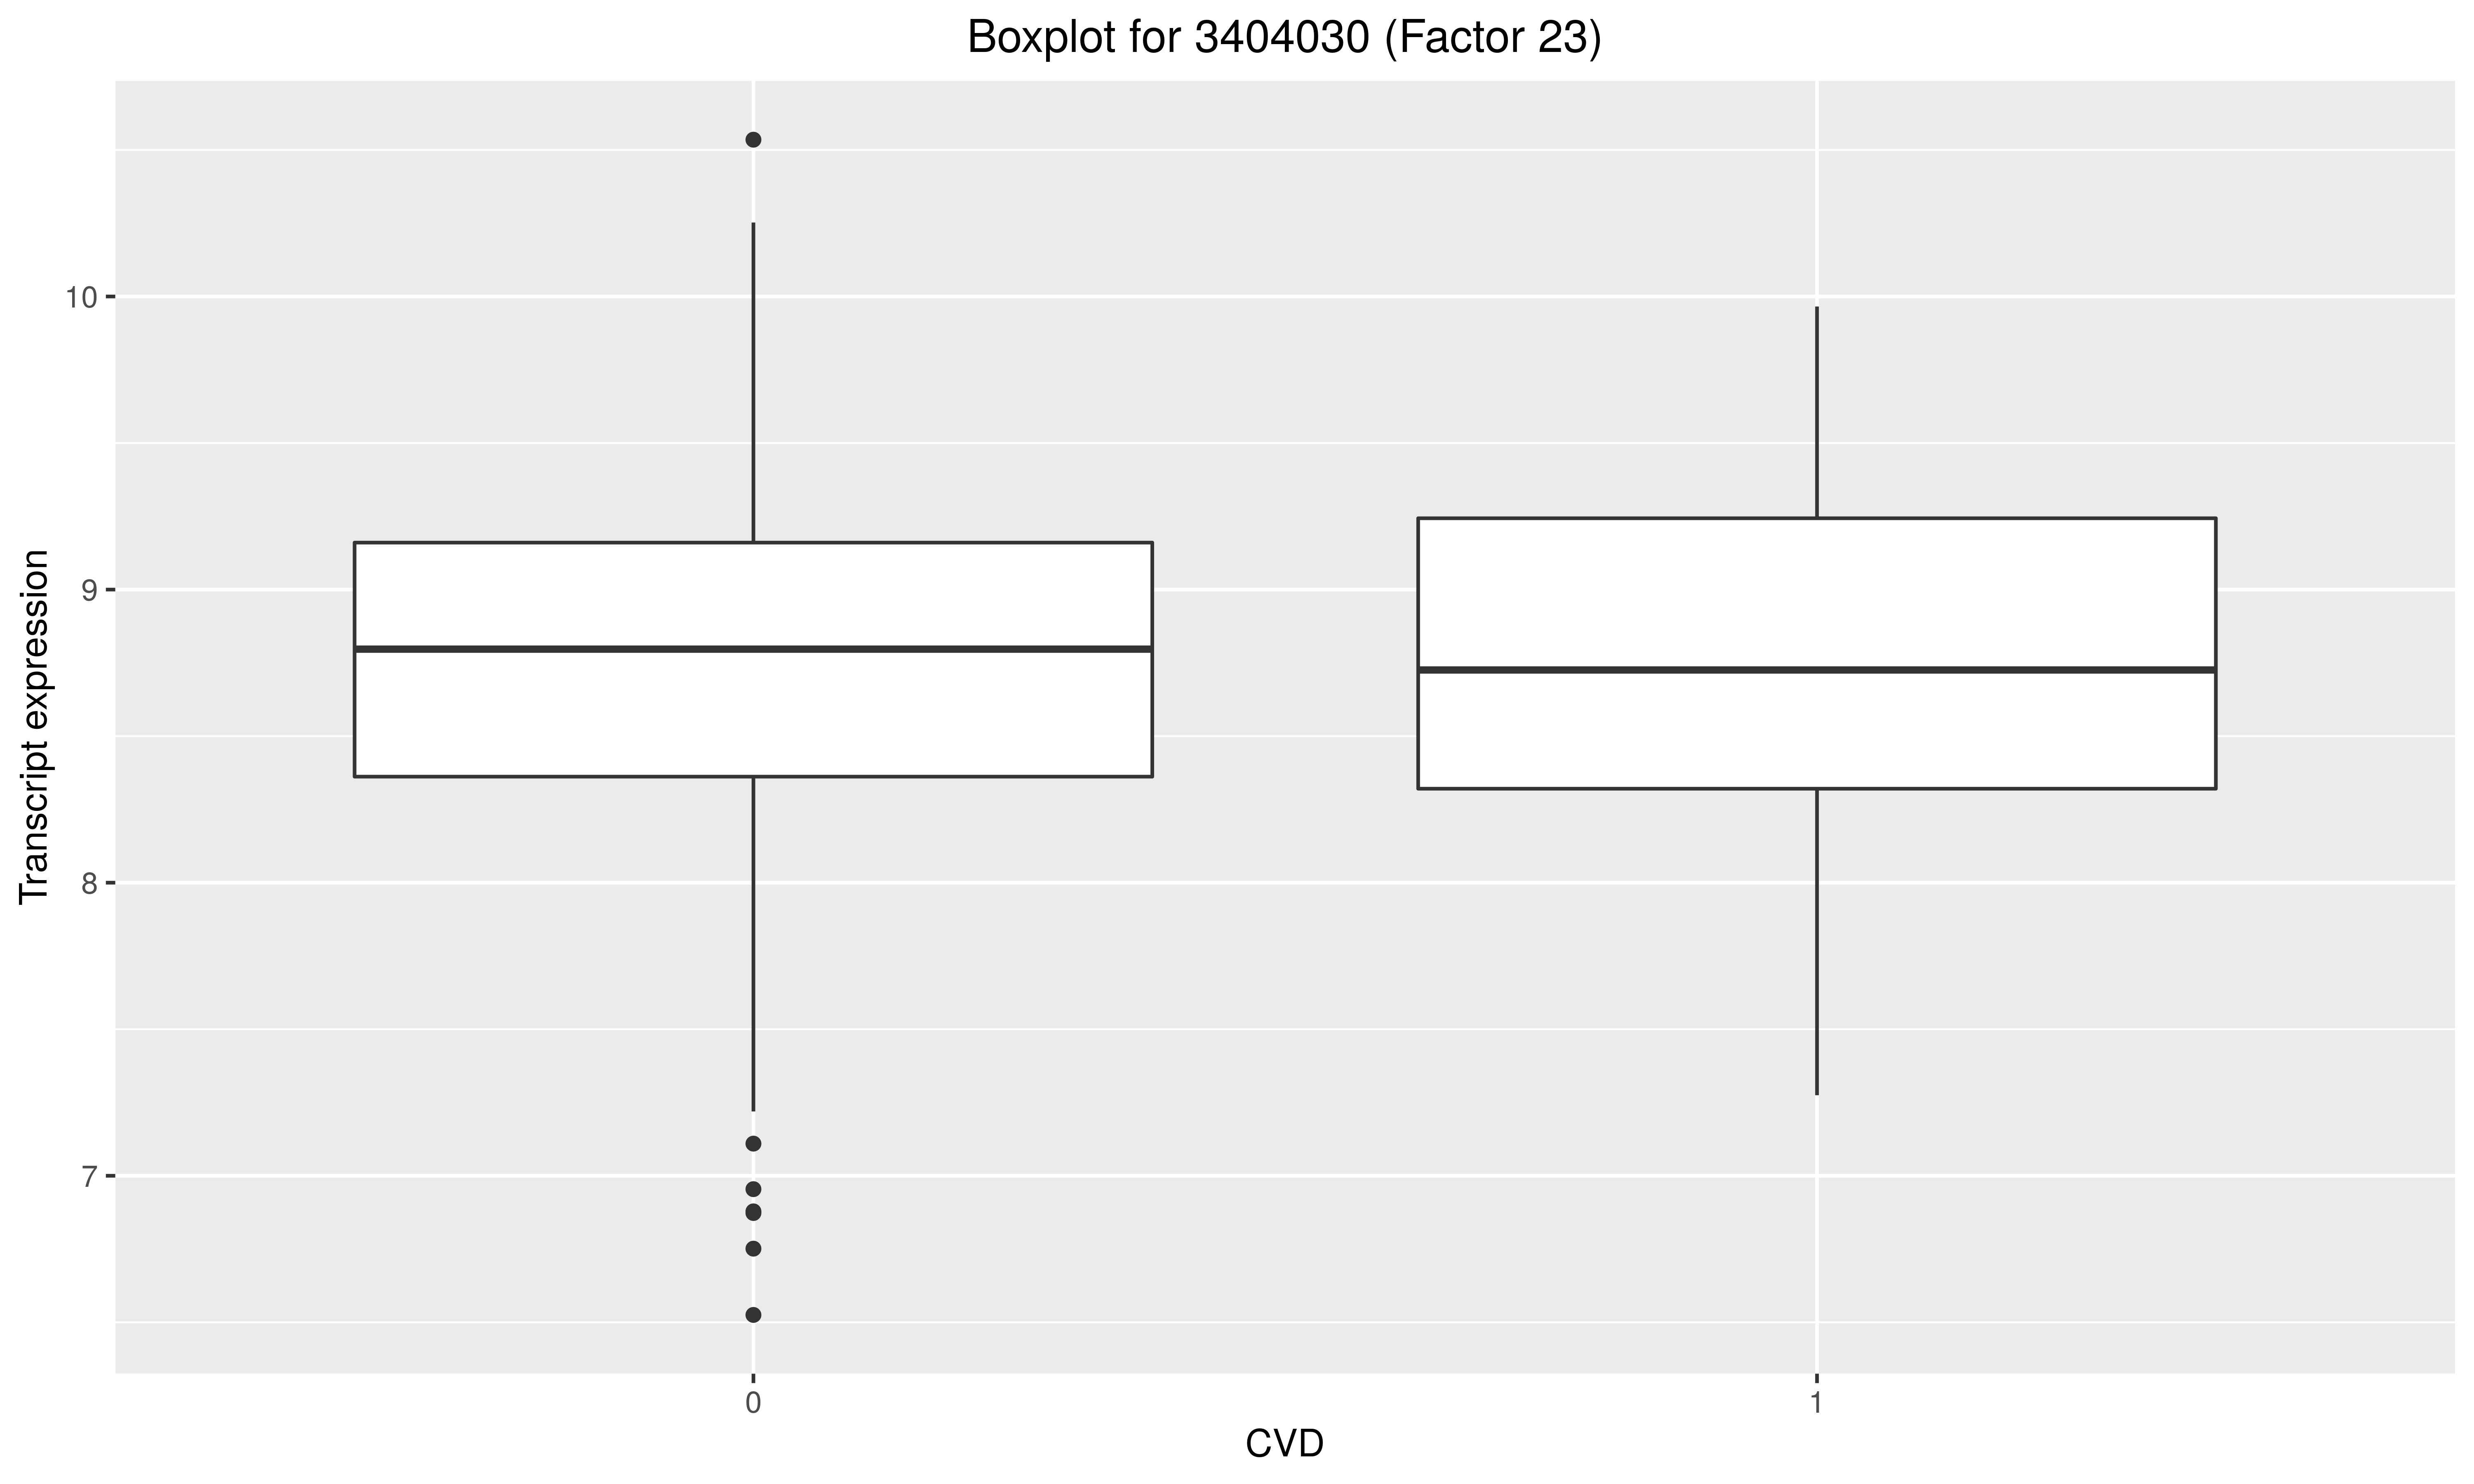 Boxplot for 3404030 (Factor 23)
Transcript expression
10
9
8
7
0 1
CVD